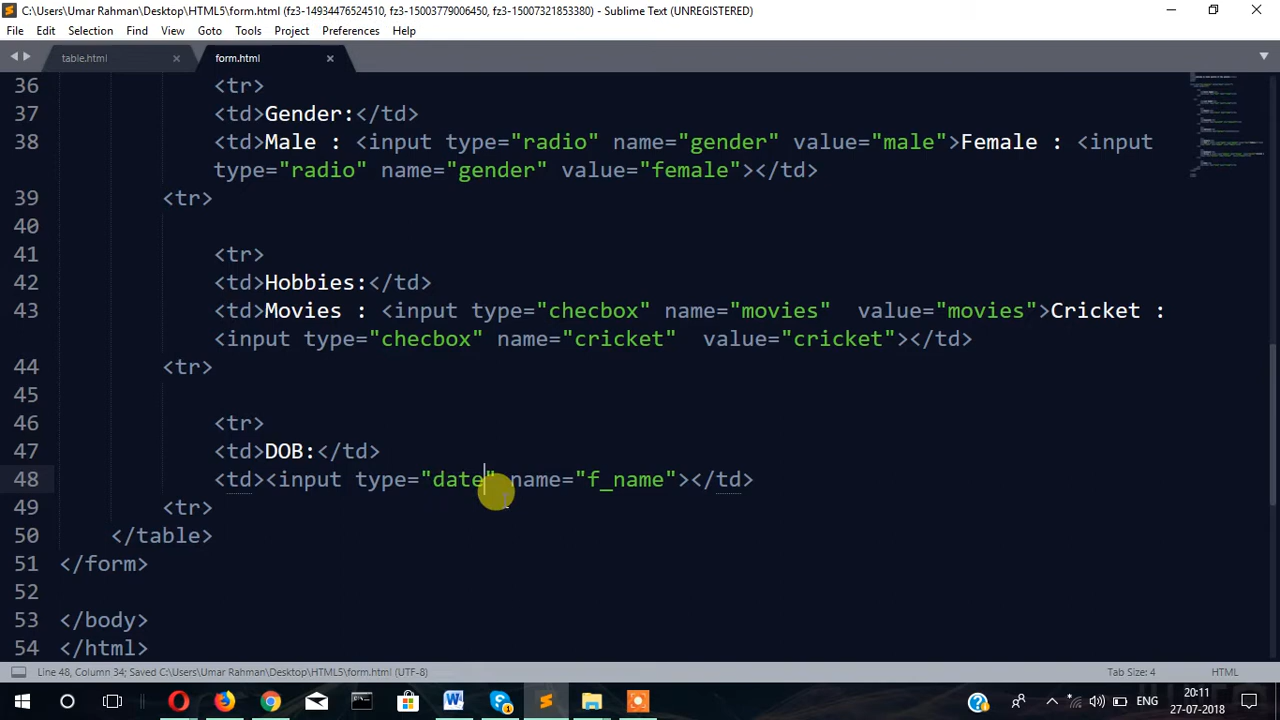 C:\Users\Umar Rahman\Desktop\HTML5\form.html (fz3-14934476524510, fz3-15003779006450, fz3-15007321853380) - Sublime Text (UNREGISTERED)
File Edit Selection Find View Goto Tools Project Preferences Help
table.html form.html
36 <tr>
37 <td>Gender:</td>
38 <td>Male : <input type="radio" name="gender" value="male">Female : <input
type="radio" name="gender" value="female"></td>
39 <tr>
40
41 <tr>
42 <td>Hobbies:</td>
43 <td>Movies : <input type="checbox" name="movies" value="movies">Cricket :
<input type="checbox" name="cricket" value="cricket"></td>
44 <tr>
45
46 <tr>
47 <td>DOB:</td>
48 <td><input type="date" name="f_name"></td>
49 <tr>
50 </table>
51 </form>
52
53 </body>
54 </html>
Line 48, Column 34; Saved C:\Users\Umar Rahman\Desktop\HTML5\form.html (UTF-8) Tab Size: 4 HTML
ENG 20:11
27-07-2018